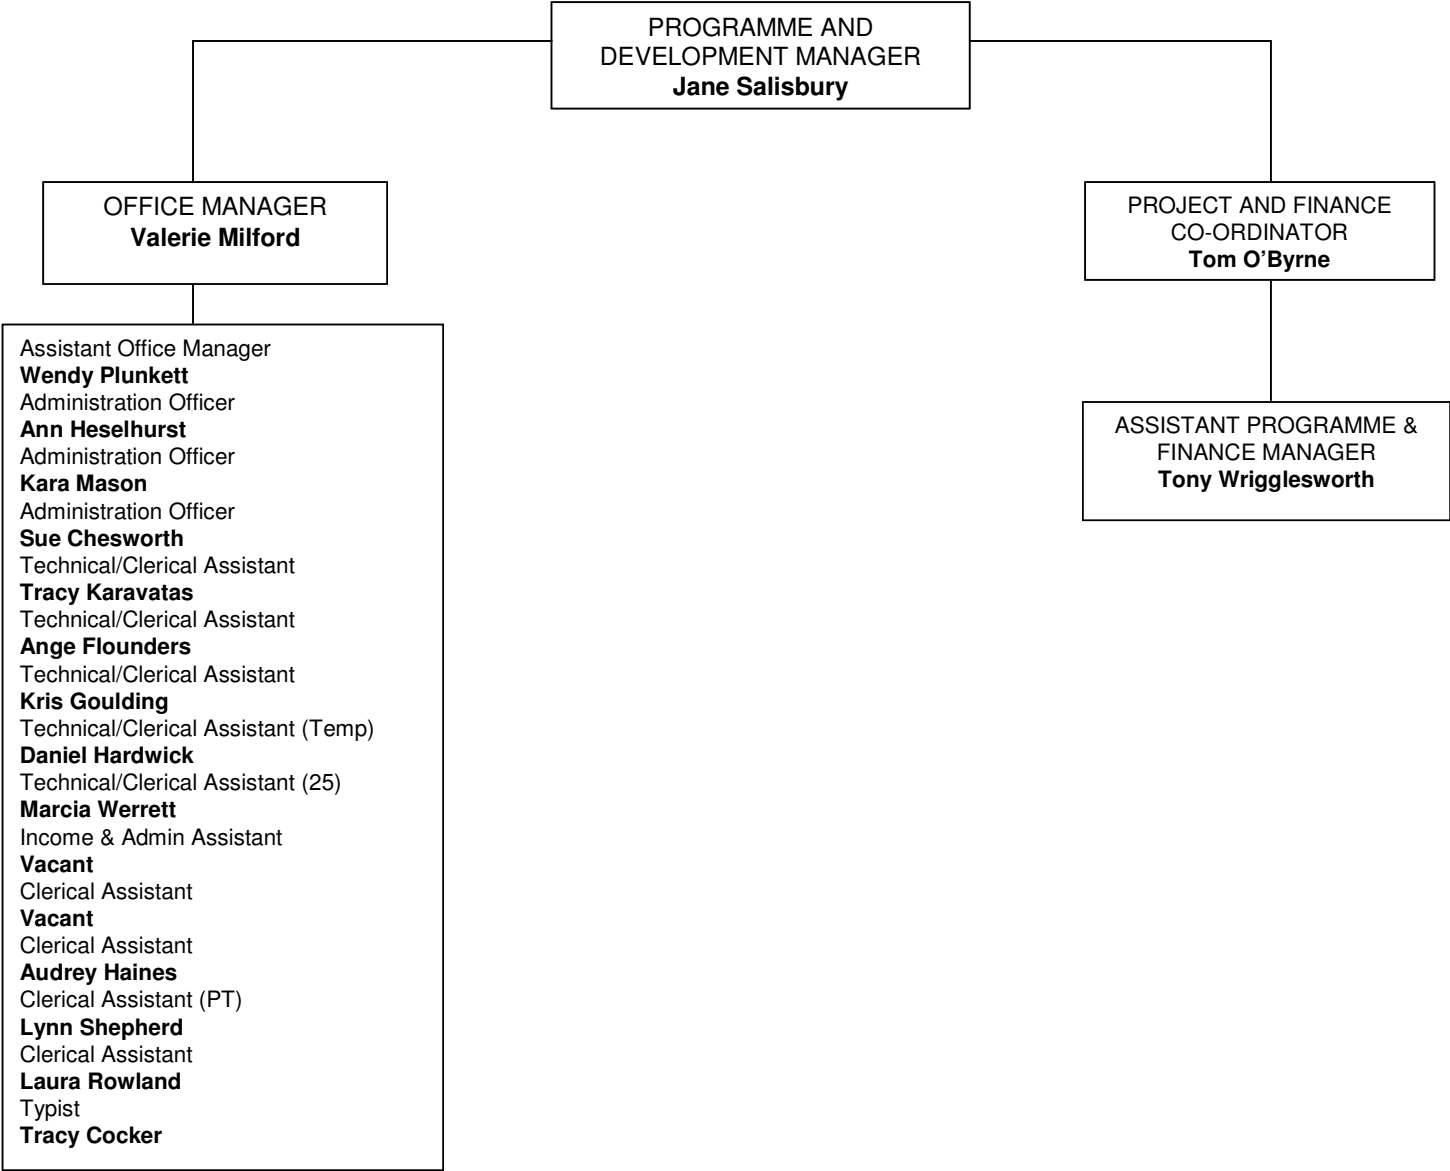 PROGRAMME AND
DEVELOPMENT MANAGER
Jane Salisbury
OFFICE MANAGER
Valerie Milford
PROJECT AND FINANCE
CO-ORDINATOR
Tom O’Byrne
Assistant Office Manager
Wendy Plunkett
Administration Officer
Ann Heselhurst
Administration Officer
Kara Mason
Administration Officer
Sue Chesworth
Technical/Clerical Assistant
Tracy Karavatas
Technical/Clerical Assistant
Ange Flounders
Technical/Clerical Assistant
Kris Goulding
Technical/Clerical Assistant (Temp)
Daniel Hardwick
Technical/Clerical Assistant (25)
Marcia Werrett
Income & Admin Assistant
Vacant
Clerical Assistant
Vacant
Clerical Assistant
Audrey Haines
Clerical Assistant (PT)
Lynn Shepherd
Clerical Assistant
Laura Rowland
Typist
Tracy Cocker
ASSISTANT PROGRAMME &
FINANCE MANAGER
Tony Wrigglesworth